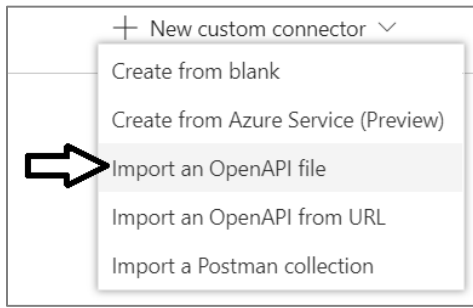 New custom connector
Create from blank
Create from Azure Service (Preview)
Import an OpenAPI file
Import an OpenAPI from URL
Import a Postman collection